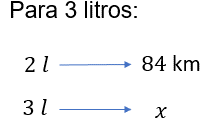 Para 3 litros:
2 l ⟶ 84 km
3 l ⟶ x